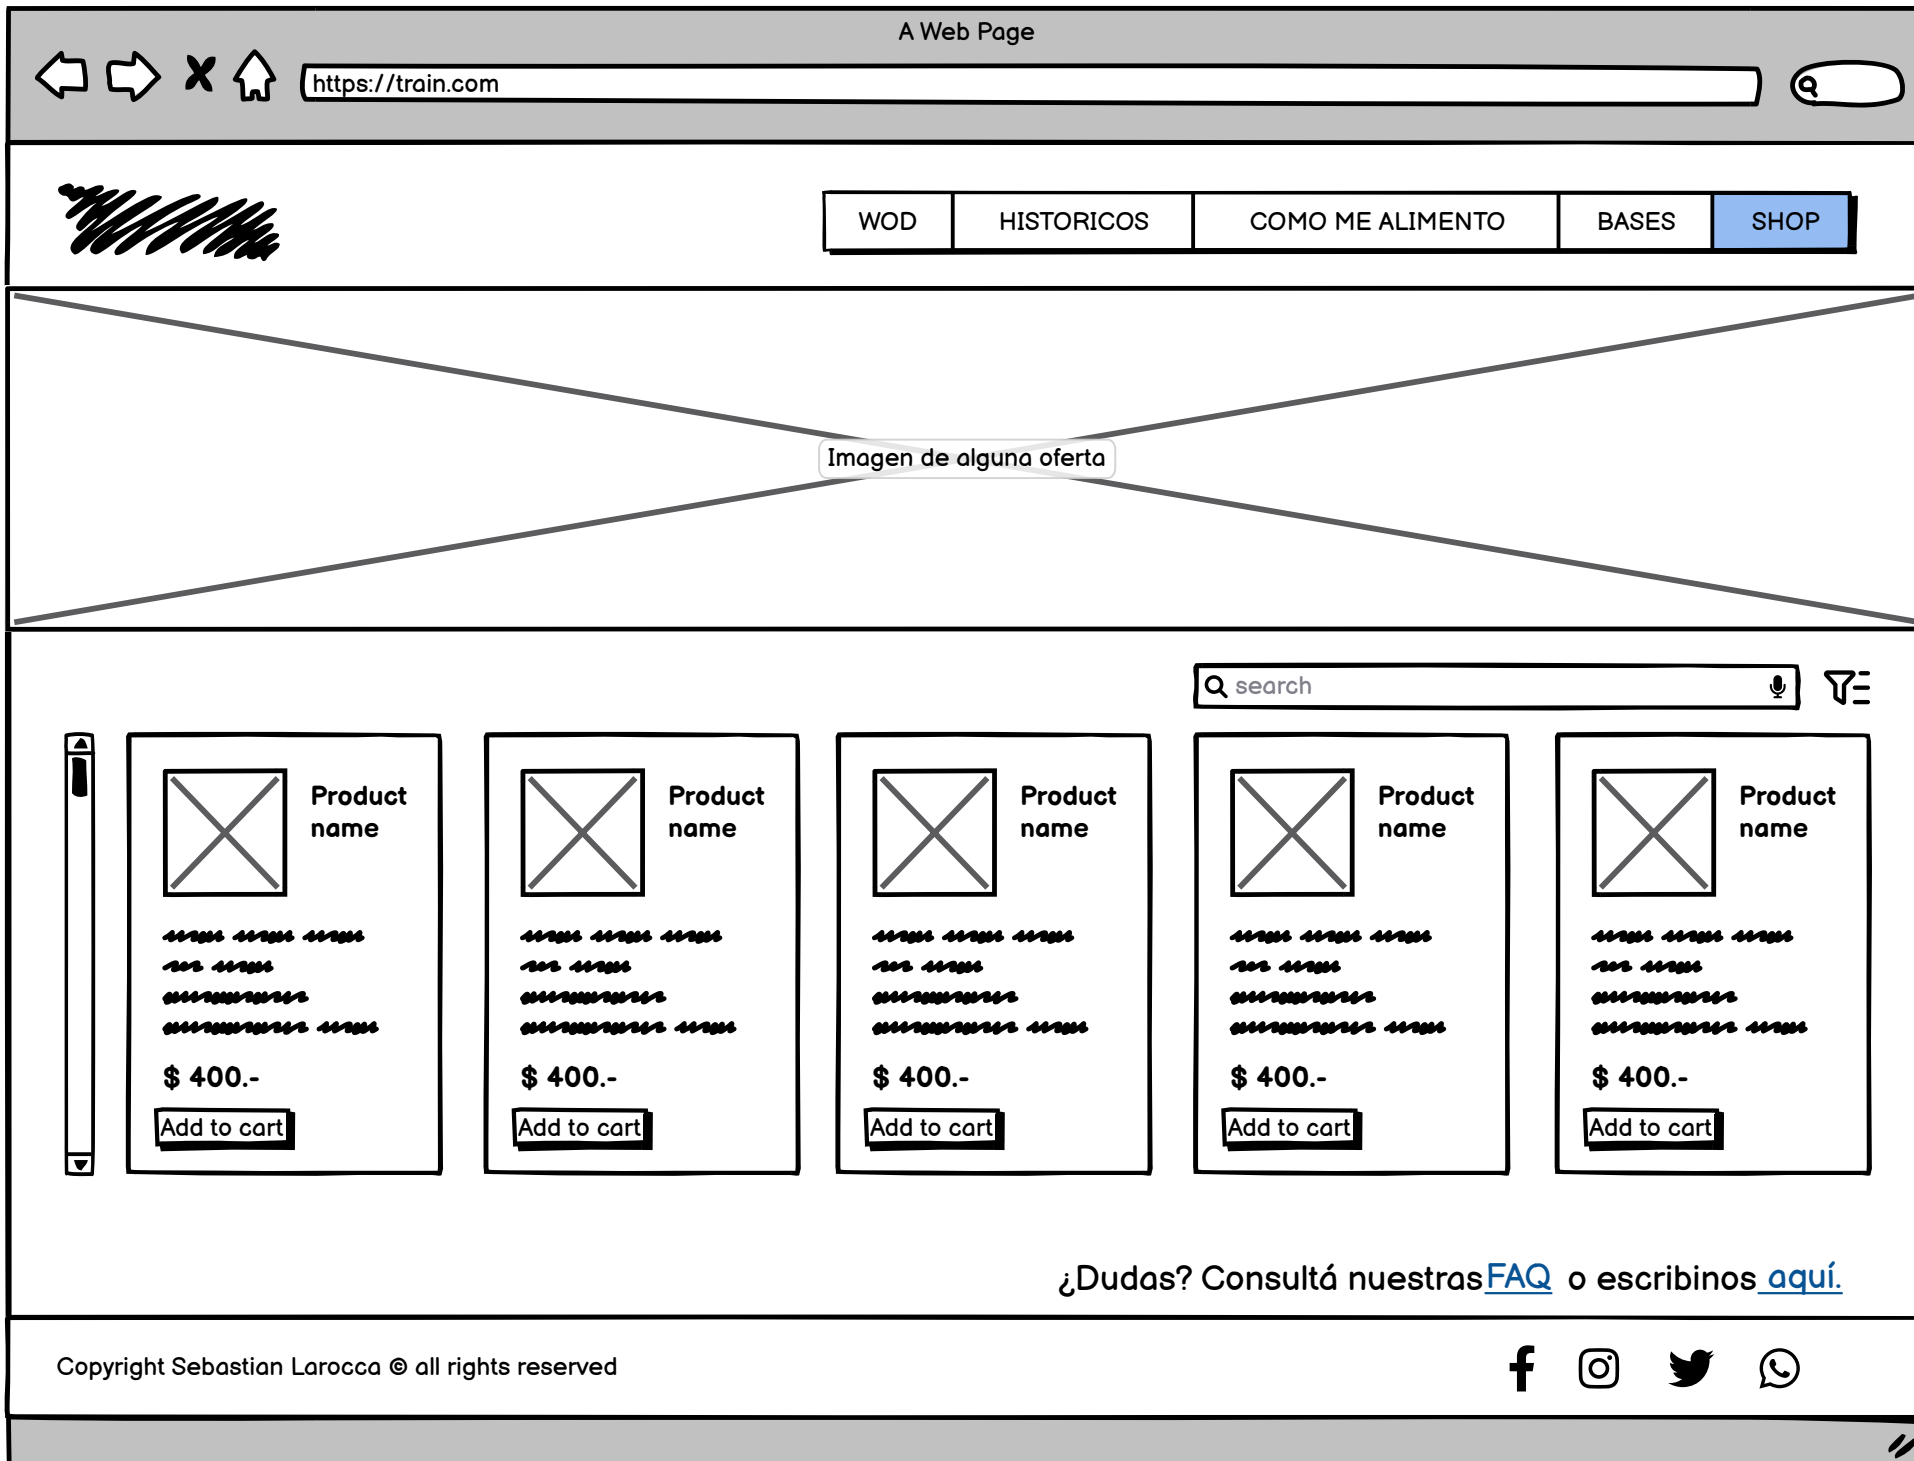 A Web Page
https://train.com
WOD HISTORICOS COMO ME ALIMENTO BASES SHOP
Imagen de alguna oferta
search
Product
name
Product
name
Product
name
Product
name
Product
name
$ 400.- $ 400.- $ 400.- $ 400.- $ 400.-
Add to cart Add to cart Add to cart Add to cart Add to cart
¿Dudas? Consultá nuestras FAQ o escribinos aquí.
Copyright Sebastian Larocca © all rights reserved